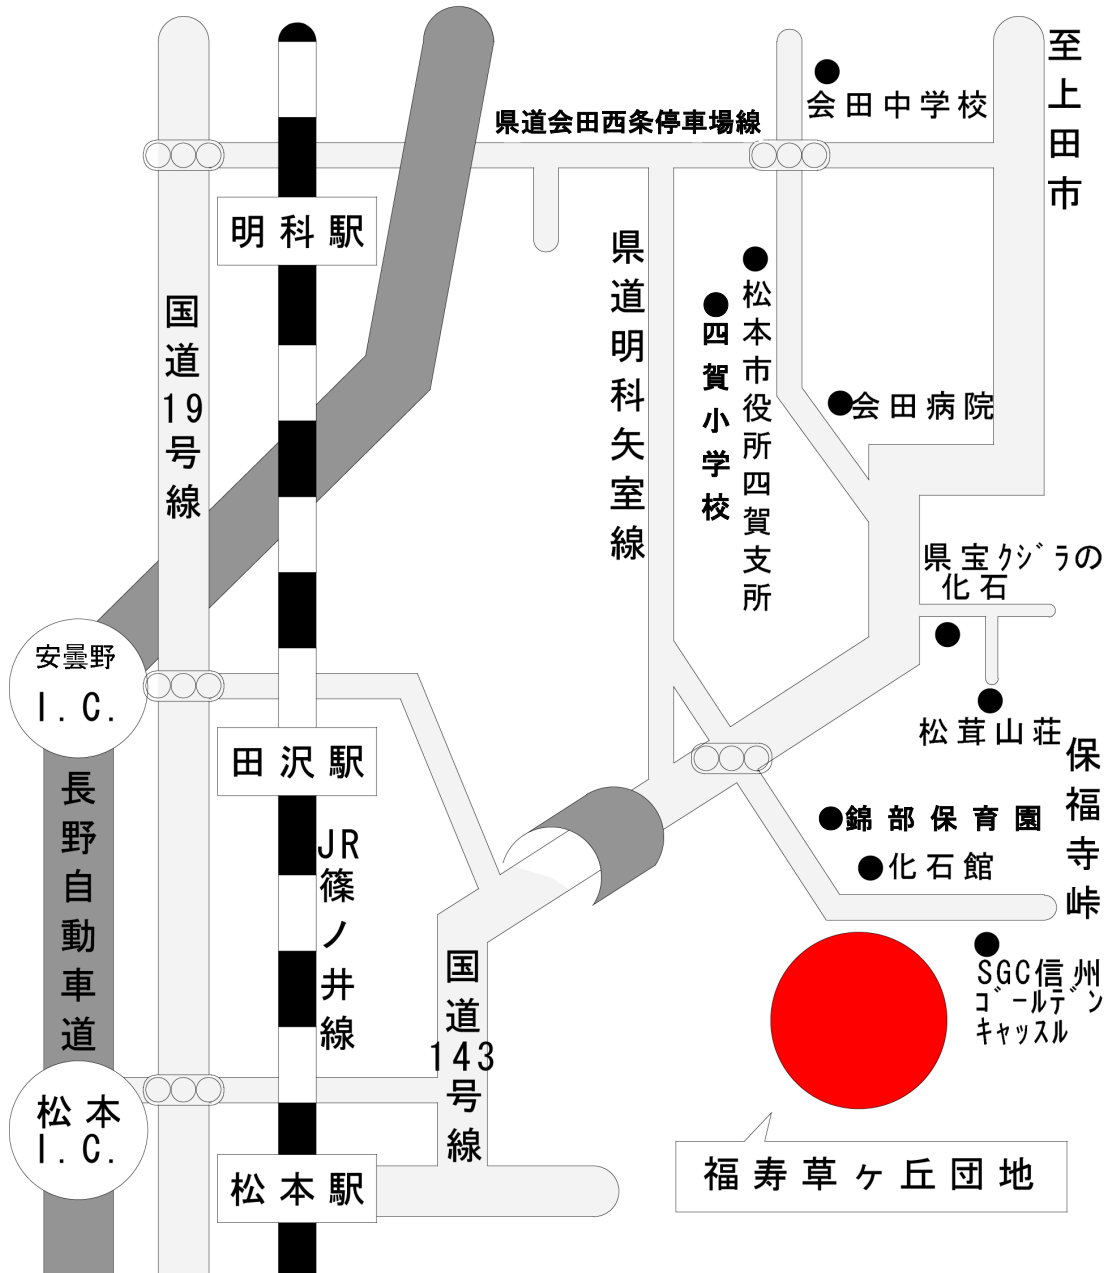 至上田市
会田中学校
県道会田西条停車場線
明科駅
県道明科矢室線
松本市役所四賀支所
四賀小学校
国道19号線
会田病院
県宝クジラの
化石
安曇野
I.C.
松茸山荘
田沢駅
保福寺峠
長野自動車道
錦部保育園
JR篠ノ井線
化石館
国道143号線
SGC信州
ゴールデン
キャッスル
松本
I.C.
松本駅
福寿草ヶ丘団地